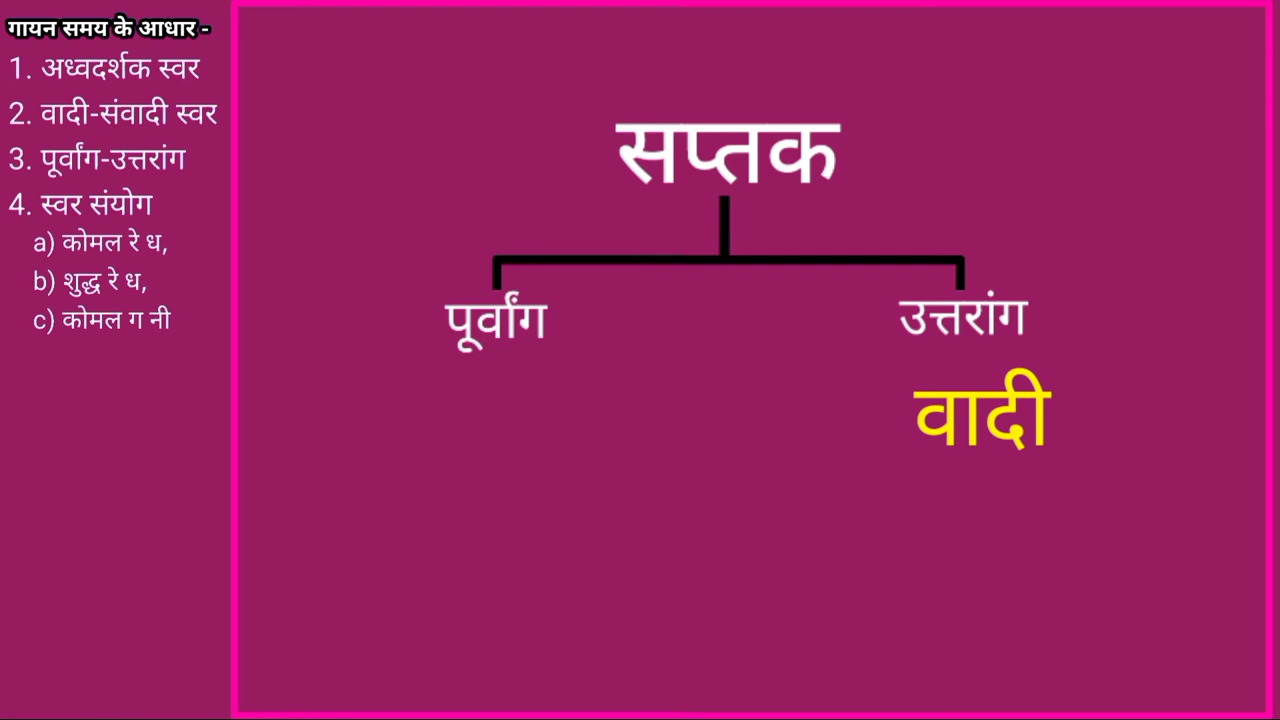 गायन समय के आधार -
1. अध्वदर्शक स्वर
2. वादी-संवादी स्वर
3. पूर्वांग-उत्तरांग
4. स्वर संयोग
a) कोमल रे ध,
b) शुद्ध रे ध,
c) कोमल ग नी
सप्तक
पूर्वांग उत्तरांग
वादी